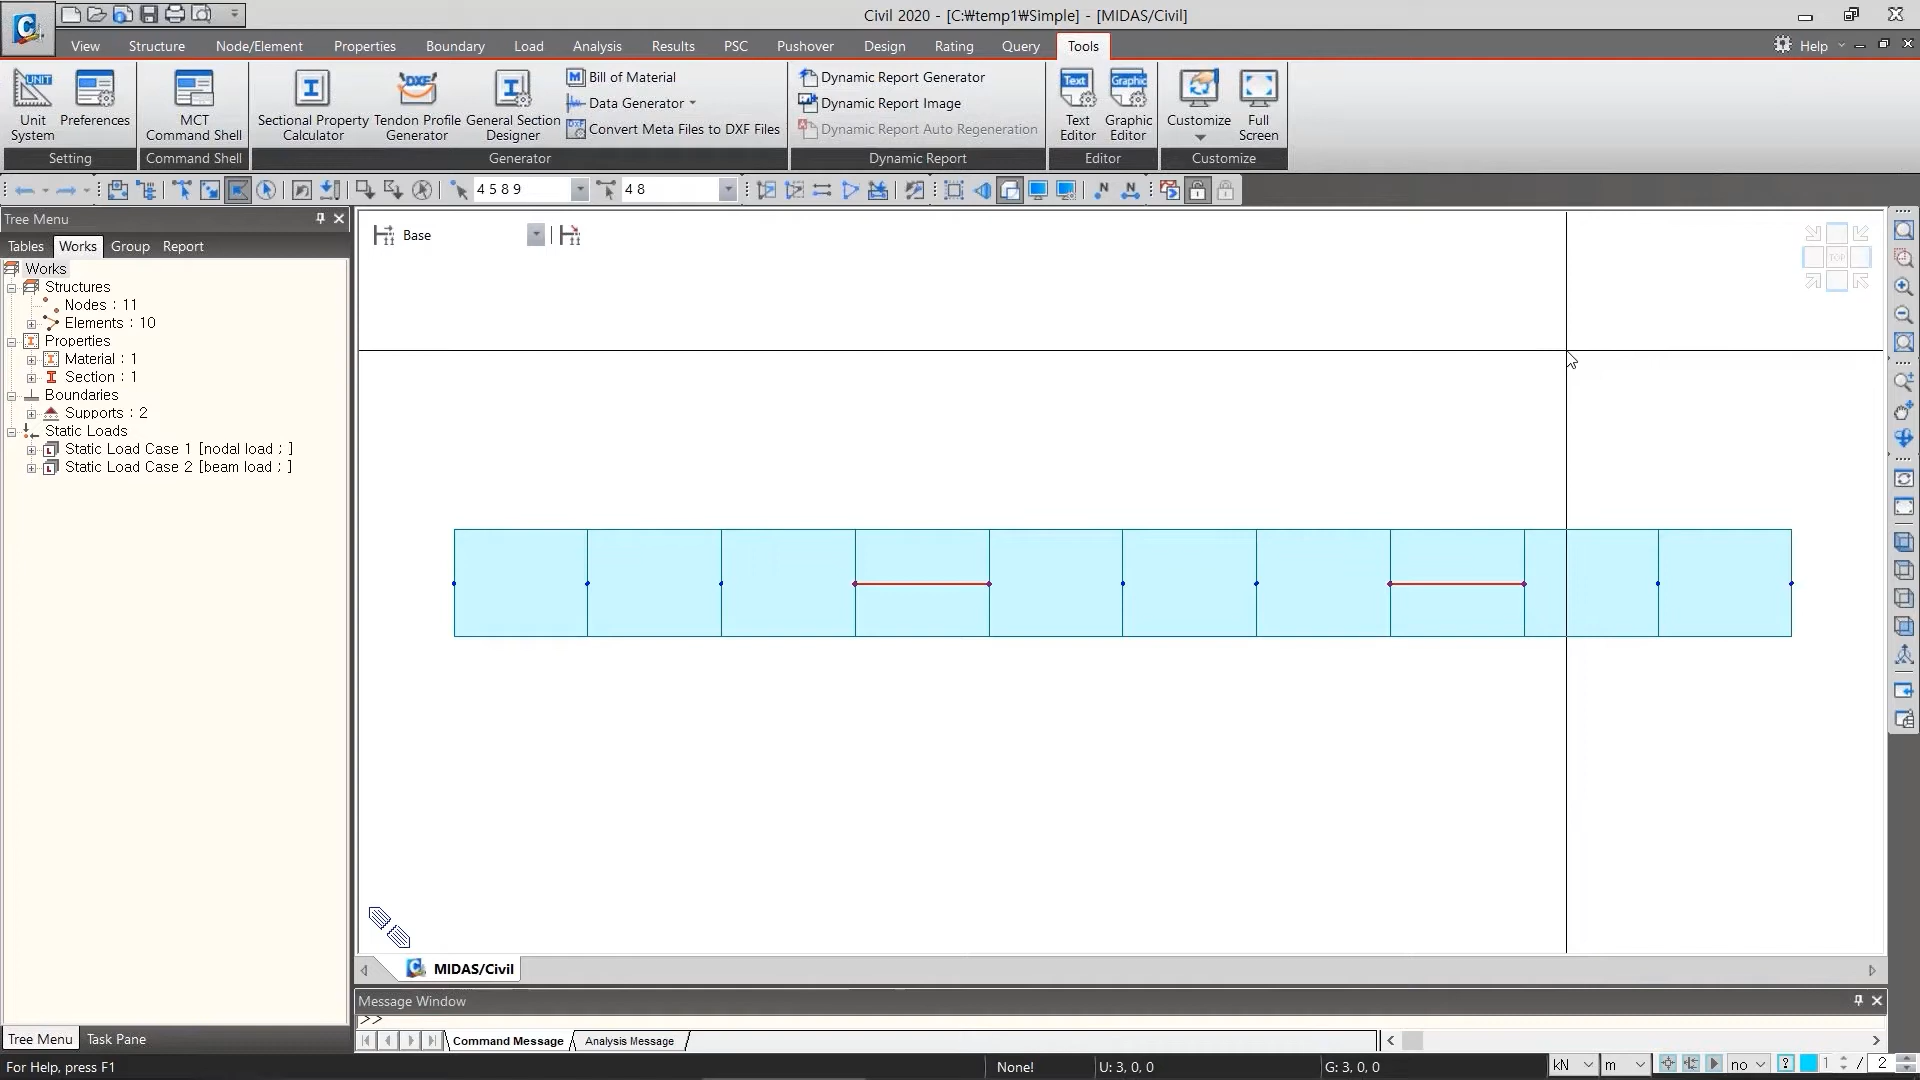 Civil 2020 - [C:\temp1\Simple] - [MIDAS/Civil]
View Structure Node/Element Properties Boundary Load Analysis Results PSC Pushover Design Rating Query Tools Help
UNIT
Unit System
Preferences
MCT Command Shell
Sectional Property Calculator
DXF
Tendon Profile Generator
General Section Designer
Bill of Material
Data Generator
Convert Meta Files to DXF Files
Dynamic Report Generator
Dynamic Report Image
Dynamic Report Auto Regeneration
Text
Text Editor
Graphic
Graphic Editor
Customize
Full Screen
Setting Command Shell Generator Dynamic Report Editor Customize
4 5 8 9
4 8
N N
Tree Menu
Tables Works Group Report
Base
TOP
Works
Structures
Nodes : 11
Elements : 10
Properties
Material : 1
Section : 1
Boundaries
Supports : 2
Static Loads
Static Load Case 1 [nodal load ; ]
Static Load Case 2 [beam load ; ]
MIDAS/Civil
Message Window
>>
Tree Menu Task Pane
Command Message Analysis Message
For Help, press F1
None!
U: 3, 0, 0
G: 3, 0, 0
kN
m
no
?
1 / 2